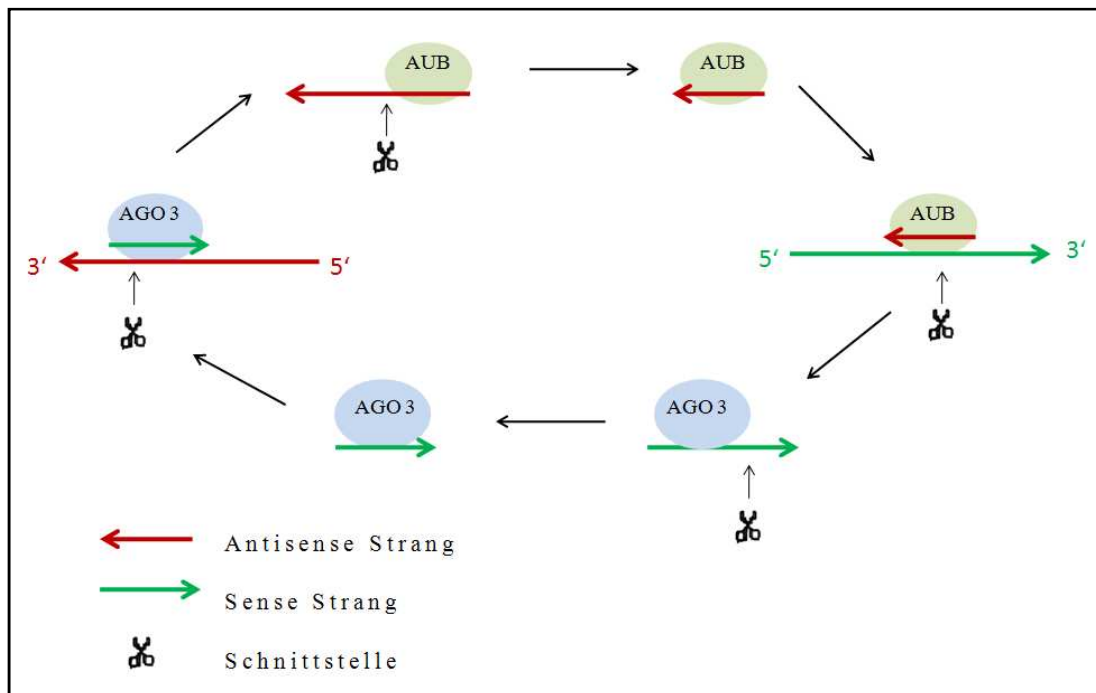 AUB
AUB
AGO 3
3‘
5‘
AUB
5‘
3‘
AGO 3
AGO 3
Antisense Strang
Sense Strang
Schnittstelle